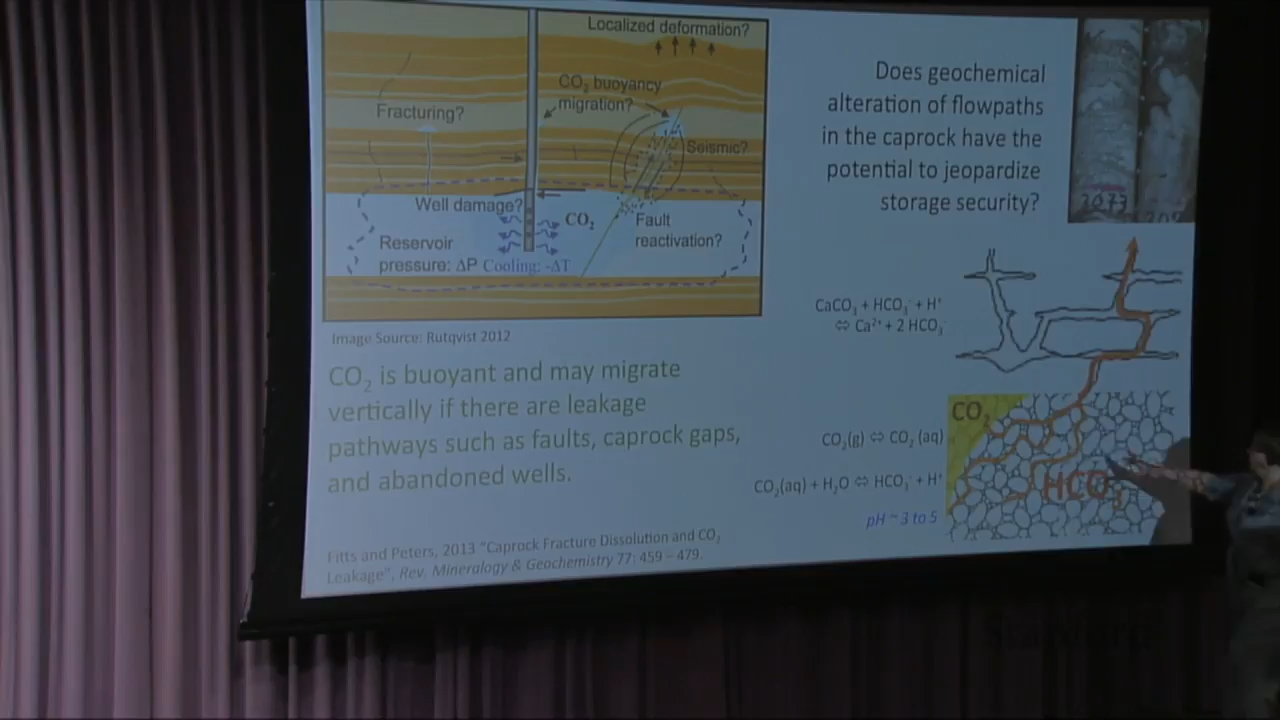 Localized deformation?
CO₂ buoyancy
migration?
Fracturing?
Seismic?
Well damage?
CO₂
Fault
reactivation?
Reservoir
pressure: ΔP Cooling: -ΔT
Image Source: Rutqvist 2012
CO₂ is buoyant and may migrate
vertically if there are leakage
pathways such as faults, caprock gaps,
and abandoned wells.
Fitts and Peters, 2013 "Caprock Fracture Dissolution and CO₂
Leakage", Rev. Mineralogy & Geochemistry 77: 459 – 479.
Does geochemical
alteration of flowpaths
in the caprock have the
potential to jeopardize
storage security?
2073
CaCO₃ + HCO₃⁻ + H⁺
⇔ Ca²⁺ + 2 HCO₃⁻
CO₂
CO₂(g) ⇔ CO₂ (aq)
CO₂(aq) + H₂O ⇔ HCO₃⁻ + H⁺
HCO₃⁻
pH ~ 3 to 5